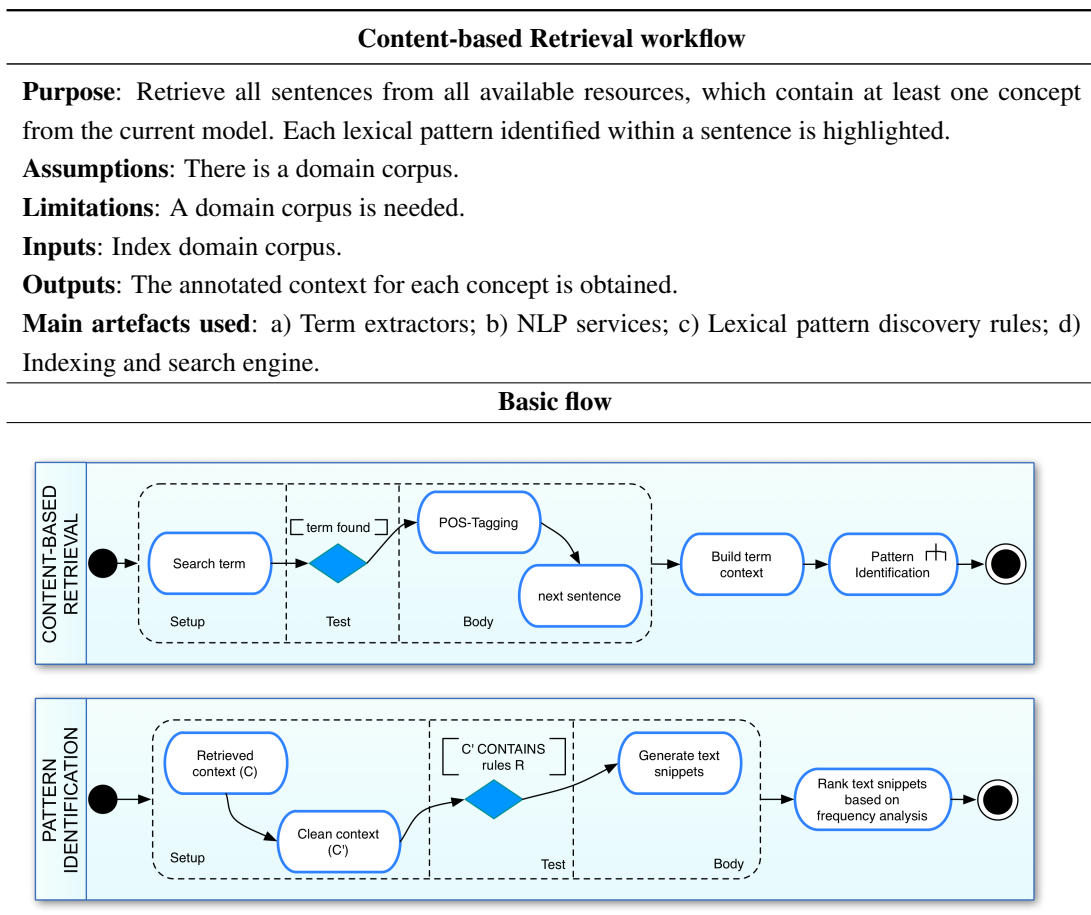 Content-based Retrieval workflow
Purpose: Retrieve all sentences from all available resources, which contain at least one concept
from the current model. Each lexical pattern identified within a sentence is highlighted.
Assumptions: There is a domain corpus.
Limitations: A domain corpus is needed.
Inputs: Index domain corpus.
Outputs: The annotated context for each concept is obtained.
Main artefacts used: a) Term extractors; b) NLP services; c) Lexical pattern discovery rules; d)
Indexing and search engine.
Basic flow
CONTENT-BASED
RETRIEVAL
Search term
Setup
term found
Test
POS-Tagging
next sentence
Body
Build term
context
Pattern
Identification
PATTERN
IDENTIFICATION
Retrieved
context (C)
Clean context
(C')
Setup
C' CONTAINS
rules R
Test
Generate text
snippets
Body
Rank text snippets
based on
frequency analysis